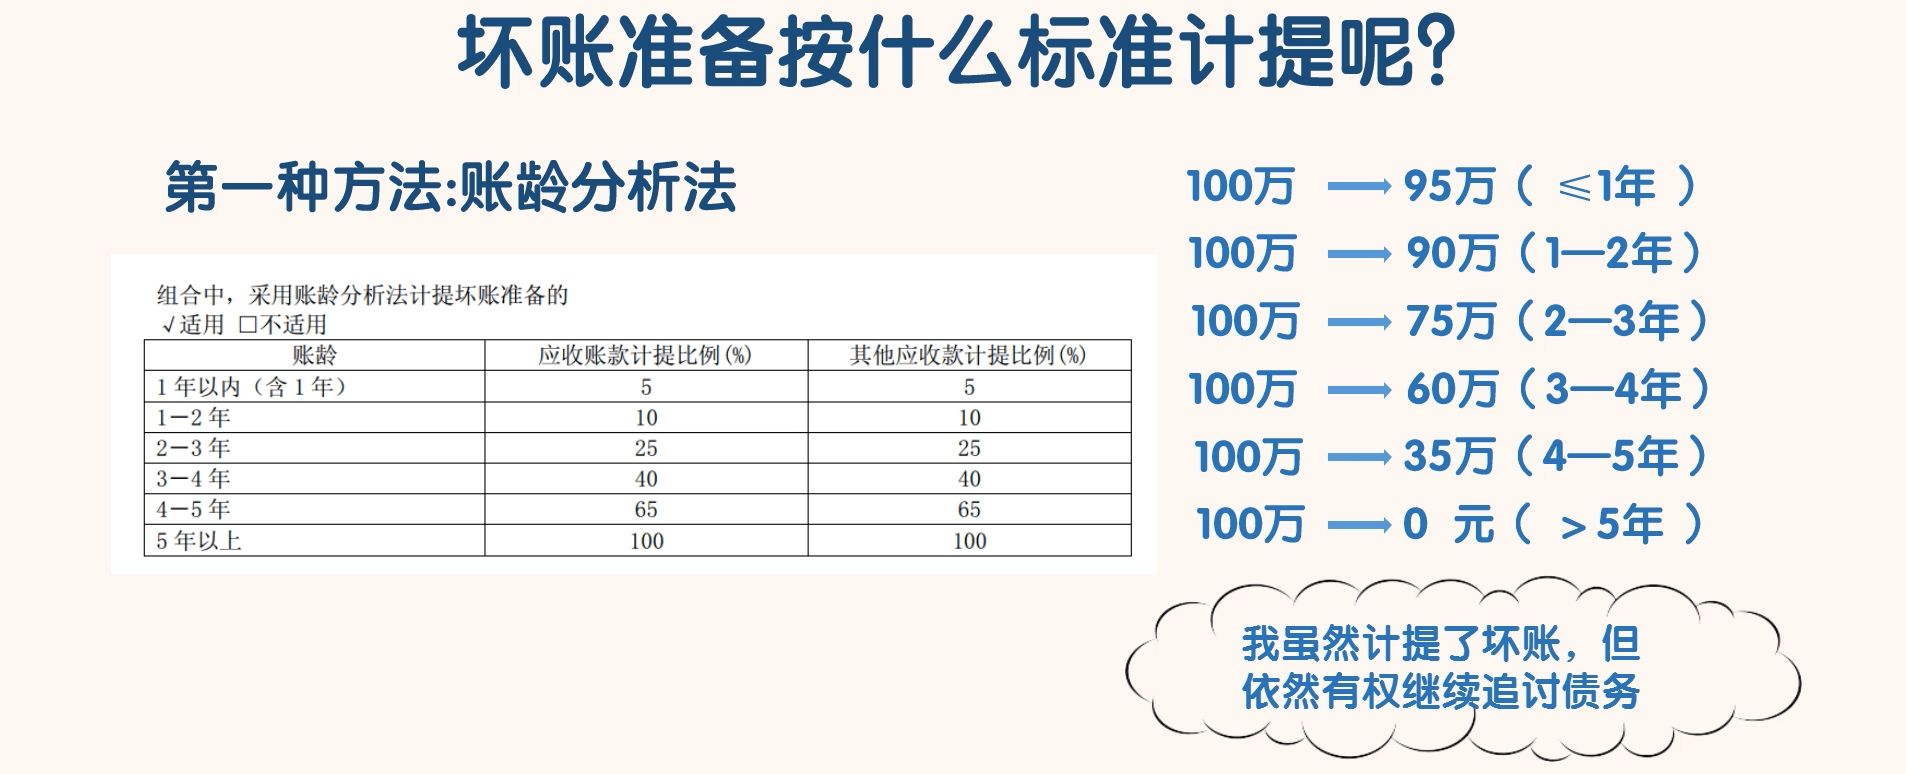 坏账准备按什么标准计提呢?
第一种方法:账龄分析法
组合中，采用账龄分析法计提坏账准备的
√适用 □不适用
账龄 应收账款计提比例(%) 其他应收款计提比例(%)
1 年以内（含 1 年） 5 5
1－2 年 10 10
2－3 年 25 25
3－4 年 40 40
4－5 年 65 65
5 年以上 100 100
100万 → 95万（ ≤1年 ）
100万 → 90万（1—2年）
100万 → 75万（2—3年）
100万 → 60万（3—4年）
100万 → 35万（4—5年）
100万 → 0 元（ ＞5年 ）
我虽然计提了坏账，但
依然有权继续追讨债务